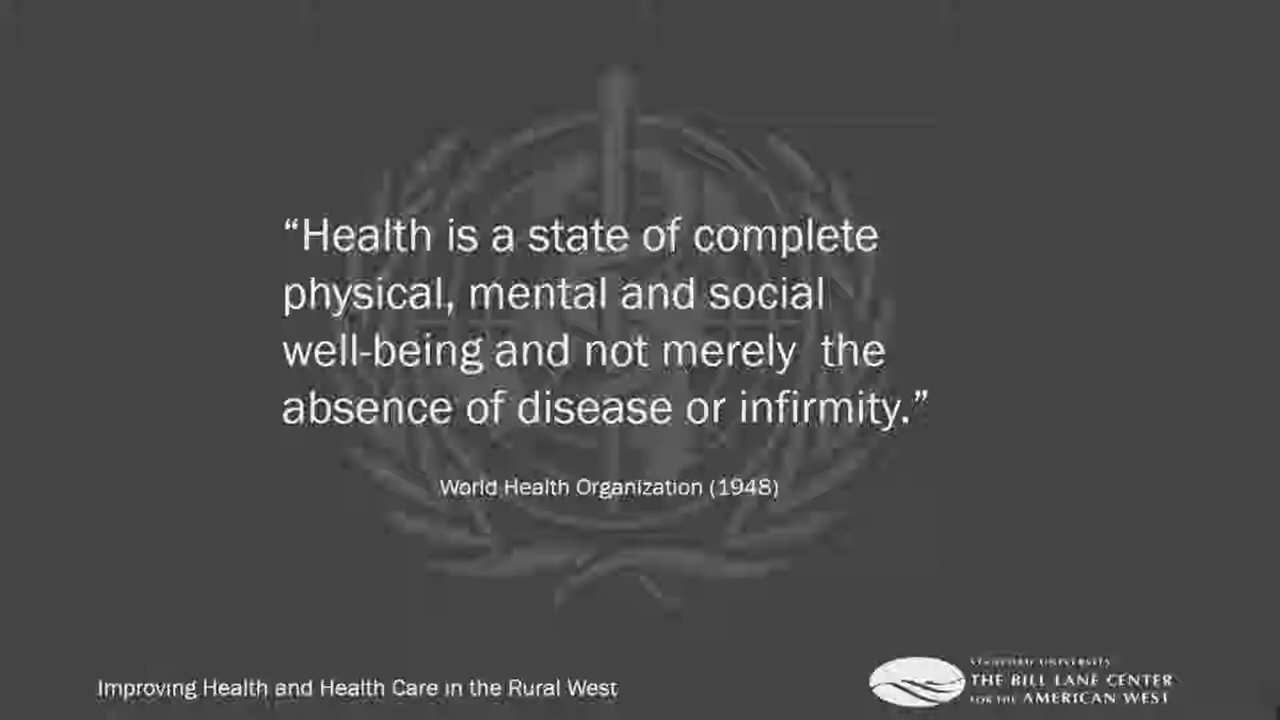 “Health is a state of complete
physical, mental and social
well-being and not merely the
absence of disease or infirmity.”
World Health Organization (1948)
Improving Health and Health Care in the Rural West
STANFORD UNIVERSITY
THE BILL LANE CENTER
FOR THE AMERICAN WEST